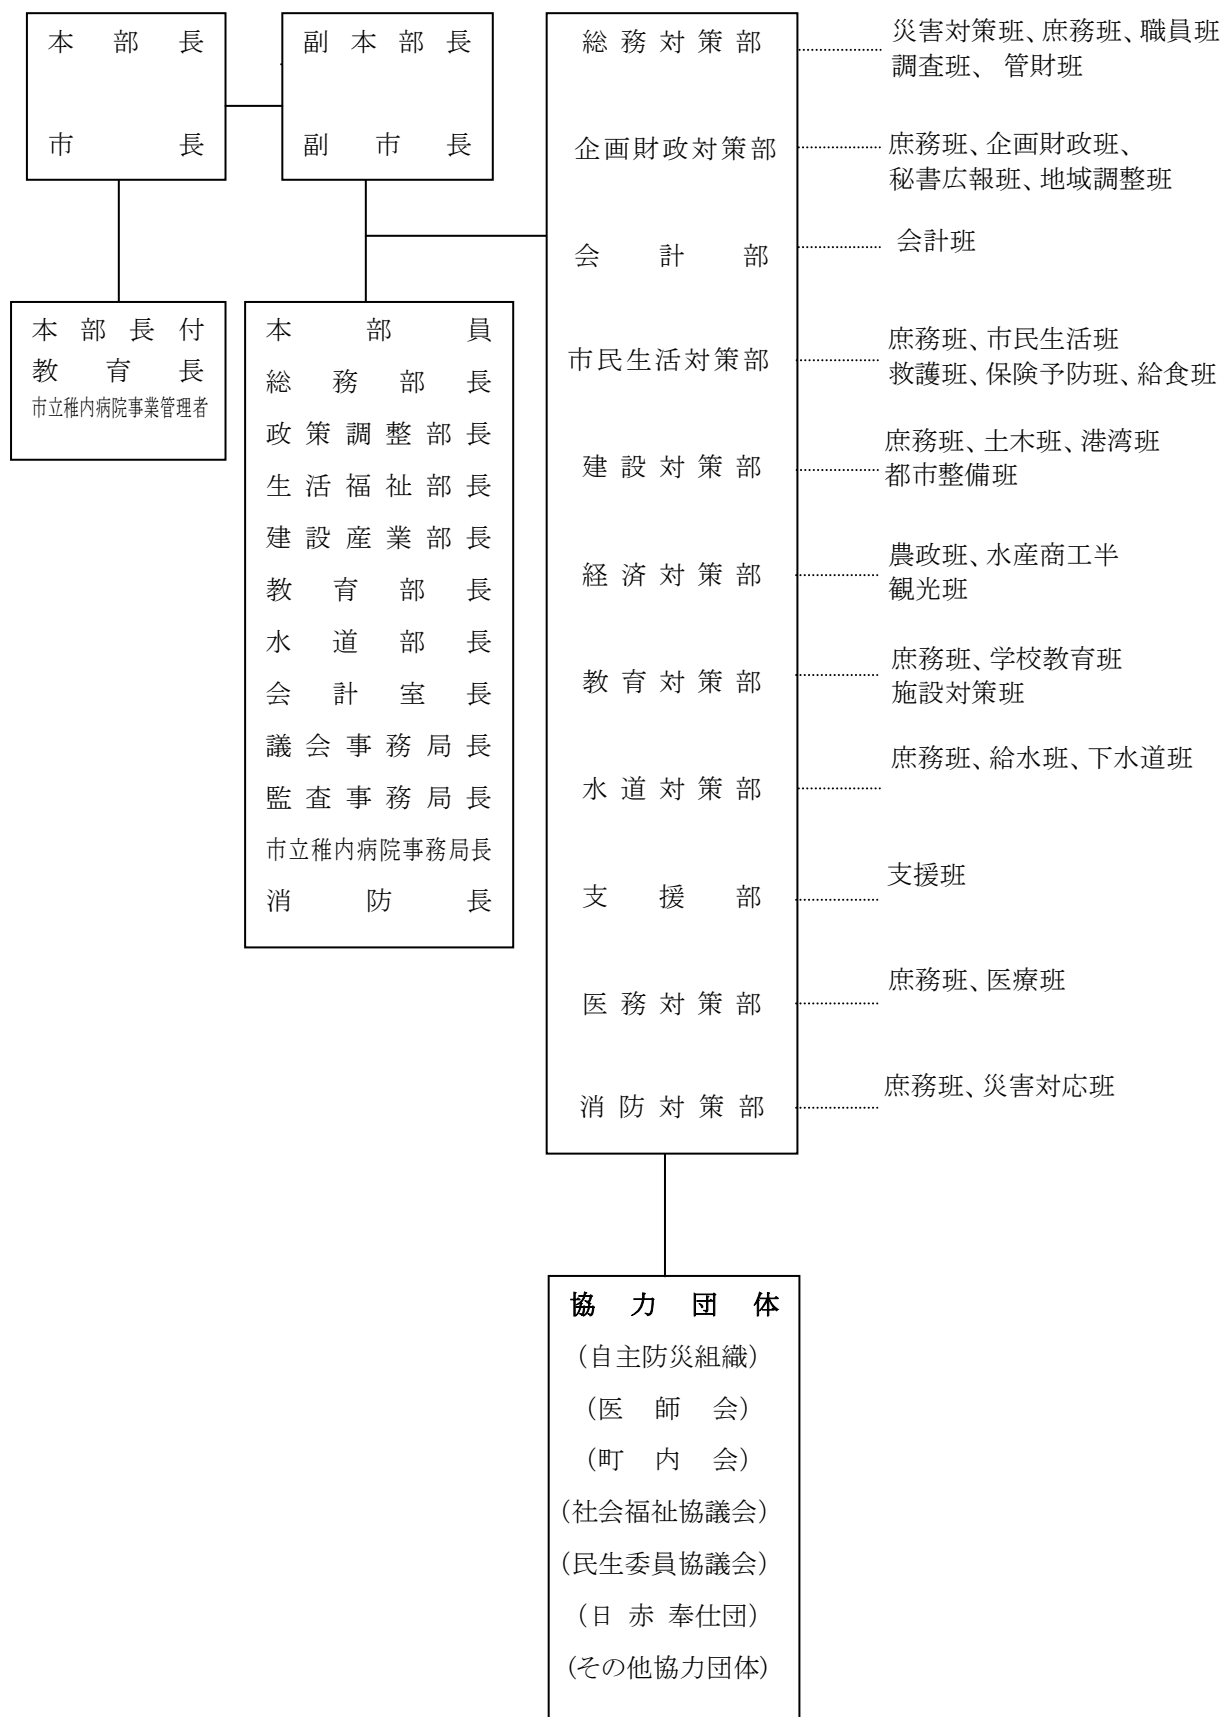 本部長
市長
副本部長
副市長
本部長付
教育長
市立稚内病院事業管理者
本部員
総務部長
政策調整部長
生活福祉部長
建設産業部長
教育部長
水道部長
会計室長
議会事務局長
監査事務局長
市立稚内病院事務局長
消防長
総務対策部
災害対策班、庶務班、職員班
調査班、 管財班
企画財政対策部
庶務班、企画財政班、
秘書広報班、地域調整班
会計部
会計班
市民生活対策部
庶務班、市民生活班
救護班、保険予防班、給食班
建設対策部
庶務班、土木班、港湾班
都市整備班
経済対策部
農政班、水産商工半
観光班
教育対策部
庶務班、学校教育班
施設対策班
水道対策部
庶務班、給水班、下水道班
支援部
支援班
医務対策部
庶務班、医療班
消防対策部
庶務班、災害対応班
協力団体
(自主防災組織)
(医師会)
(町内会)
(社会福祉協議会)
(民生委員協議会)
(日赤奉仕団)
(その他協力団体)